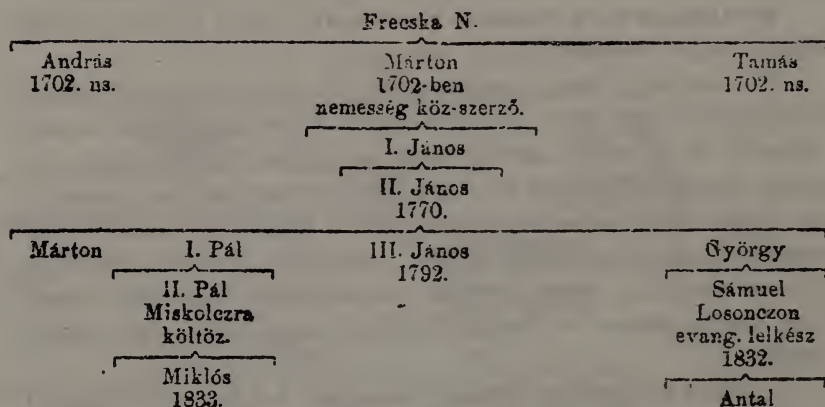 Frecska N.
András Márton Tamás
1702. ns. 1702-ben 1702. ns.
nemesség köz-szerző.
I. János
II. János
1770.
Márton I. Pál III. János György
1792.
II. Pál Sámuel
Miskolczra Losonczon
költöz. evang. lelkész
1832.
Miklós
1833. Antal